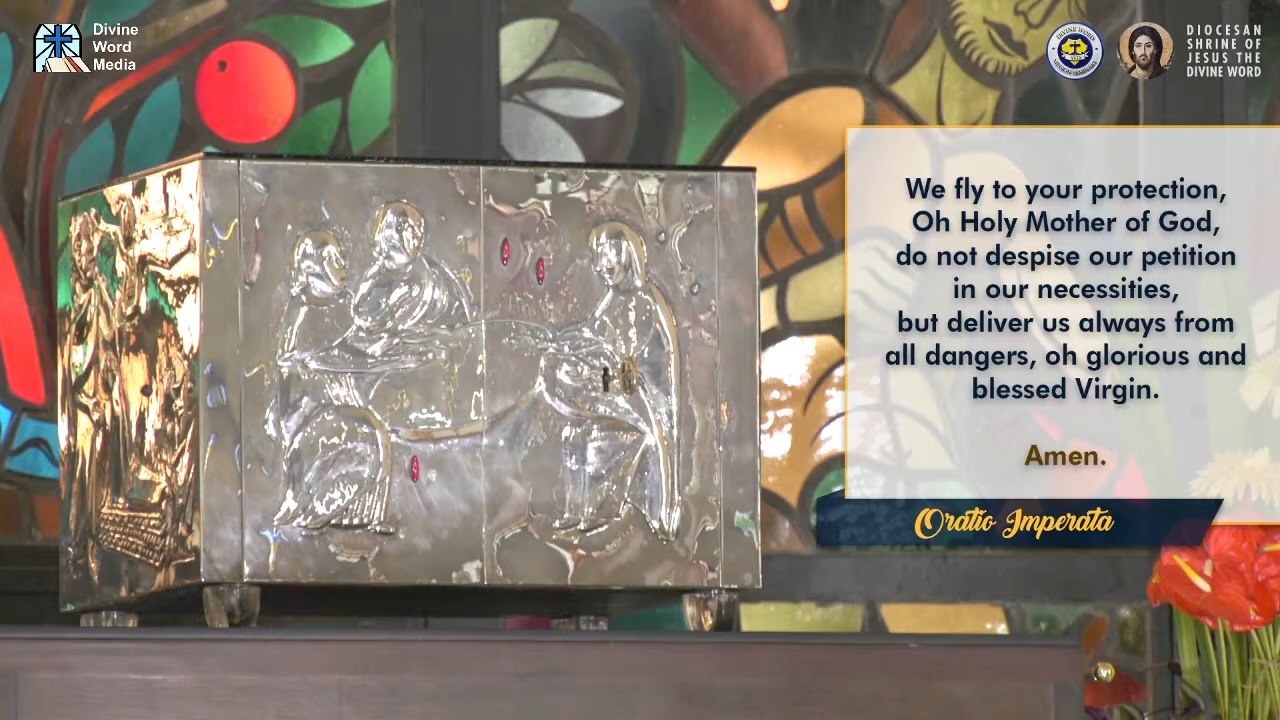 Divine
Word
Media
DIOCESAN
SHRINE OF
JESUS THE
DIVINE WORD
We fly to your protection,
Oh Holy Mother of God,
do not despise our petition
in our necessities,
but deliver us always from
all dangers, oh glorious and
blessed Virgin.
Amen.
Oratio Imperata